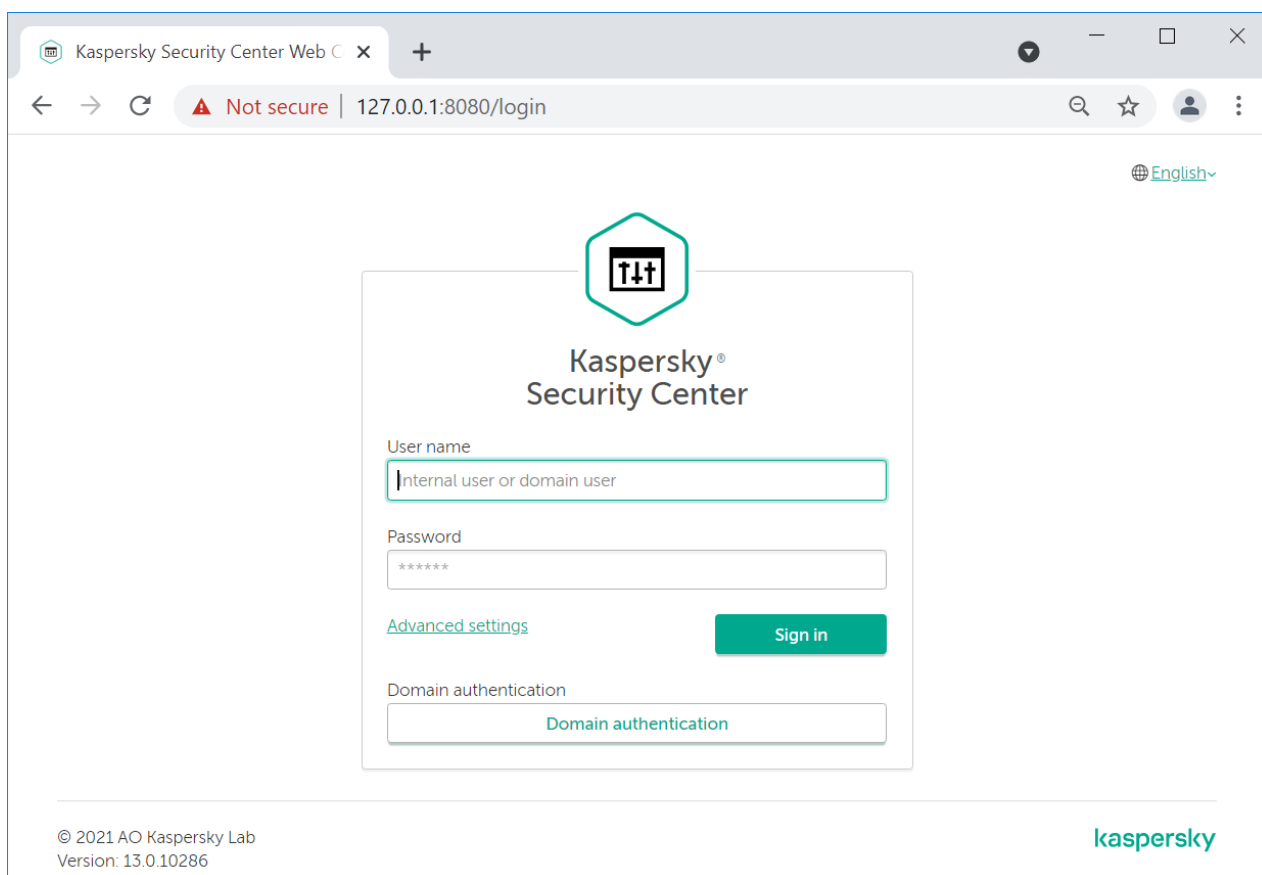 Kaspersky Security Center Web C
Not secure | 127.0.0.1:8080/login
English
Kaspersky®
Security Center
User name
Internal user or domain user
Password
******
Advanced settings
Sign in
Domain authentication
Domain authentication
© 2021 AO Kaspersky Lab
kaspersky
Version: 13.0.10286